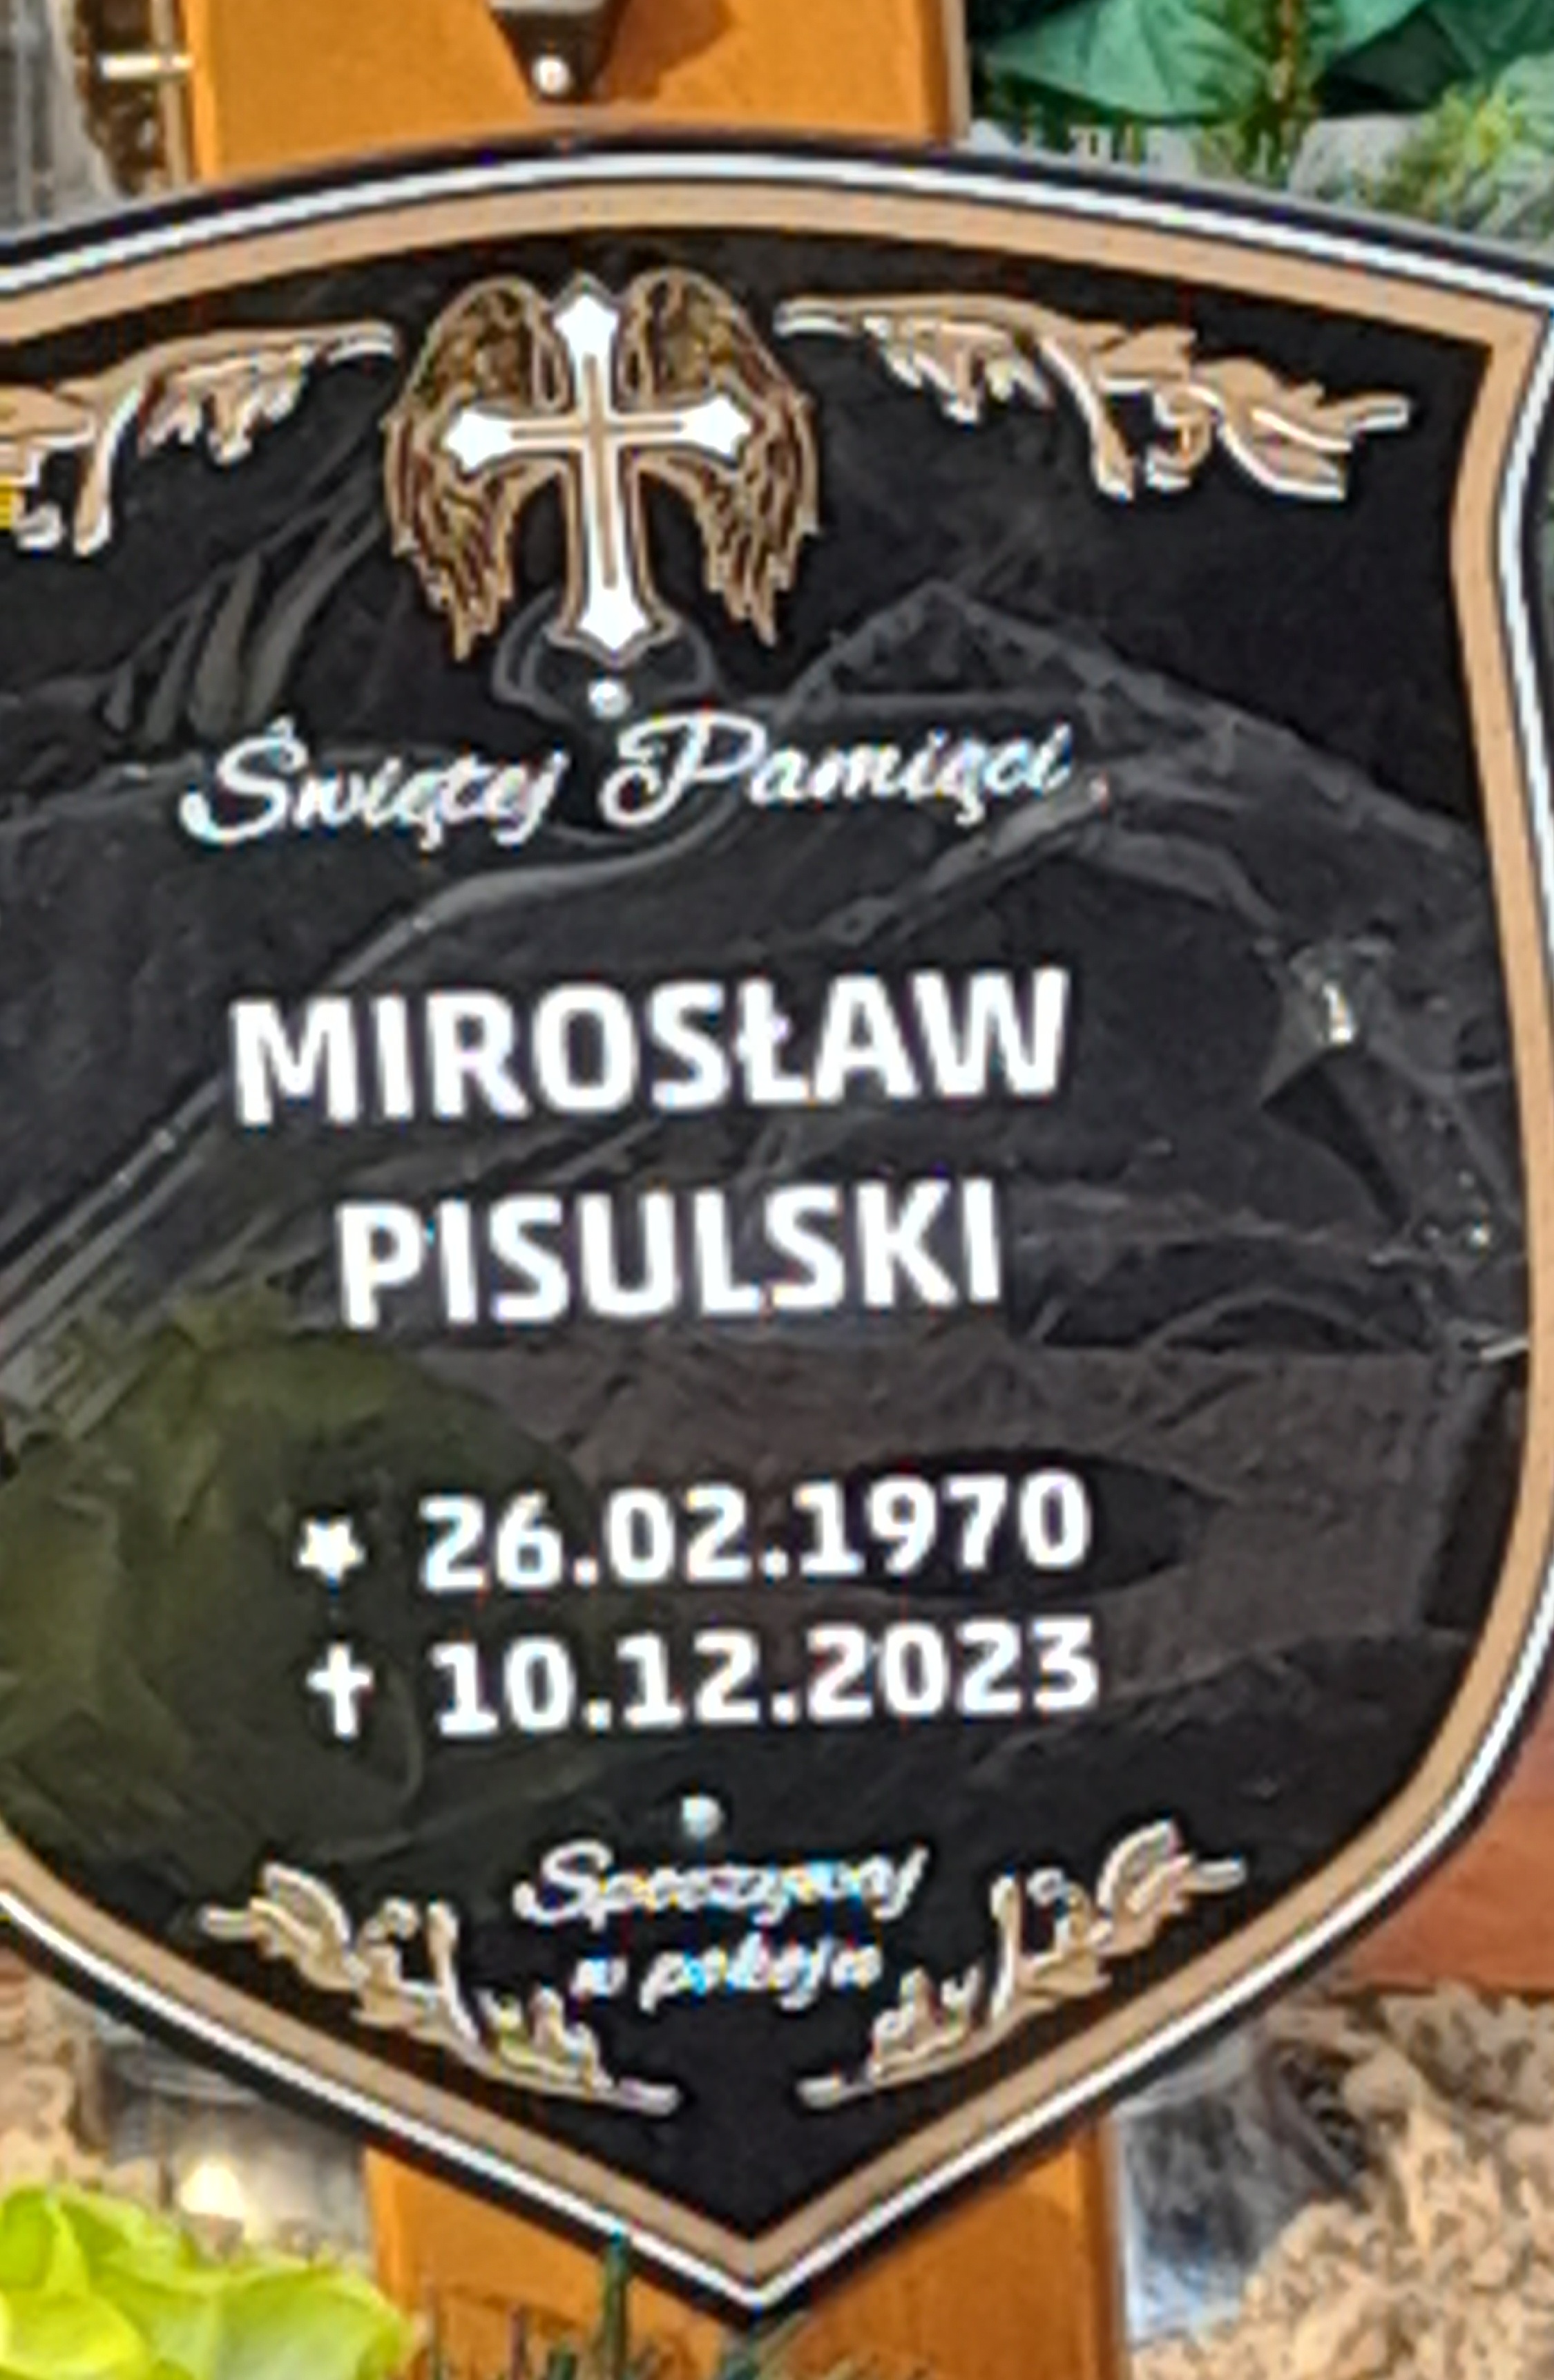 Świętej Pamięci
MIROSŁAW
PISULSKI
★ 26.02.1970
✝ 10.12.2023
Spoczywaj
w pokoju